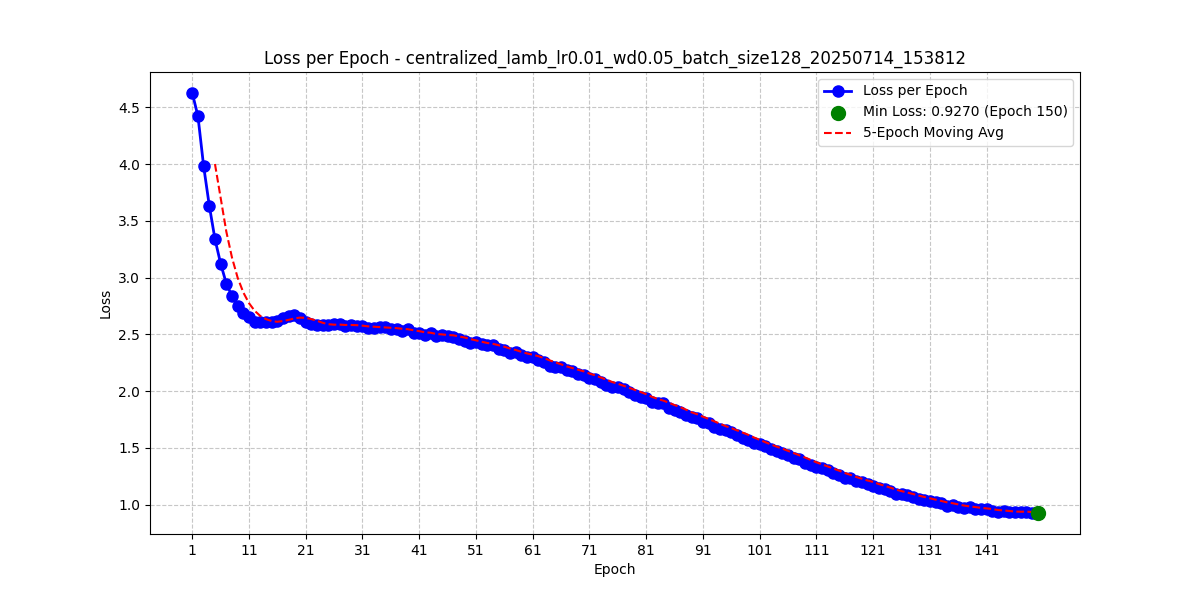 Loss per Epoch - centralized_lamb_lr0.01_wd0.05_batch_size128_20250714_153812
Loss per Epoch
Min Loss: 0.9270 (Epoch 150)
5-Epoch Moving Avg
4.5
4.0
3.5
3.0
2.5
2.0
1.5
1.0
Loss
1 11 21 31 41 51 61 71 81 91 101 111 121 131 141
Epoch